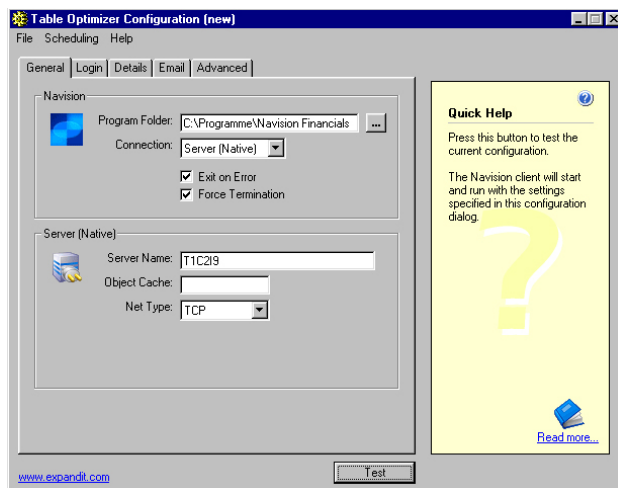 Table Optimizer Configuration (new)
File Scheduling Help
General Login Details Email Advanced
Navision
Program Folder: C:\Programme\Navision Financials ...
Connection: Server (Native)
Exit on Error
Force Termination
Server (Native)
Server Name: T1C2I9
Object Cache:
Net Type: TCP
Quick Help
Press this button to test the
current configuration.
The Navision client will start
and run with the settings
specified in this configuration
dialog.
Read more...
www.expandit.com
Test